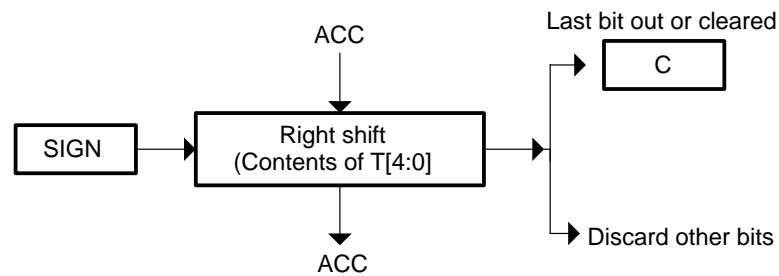 Last bit out or cleared
ACC
C
SIGN
Right shift
(Contents of T[4:0]
Discard other bits
ACC